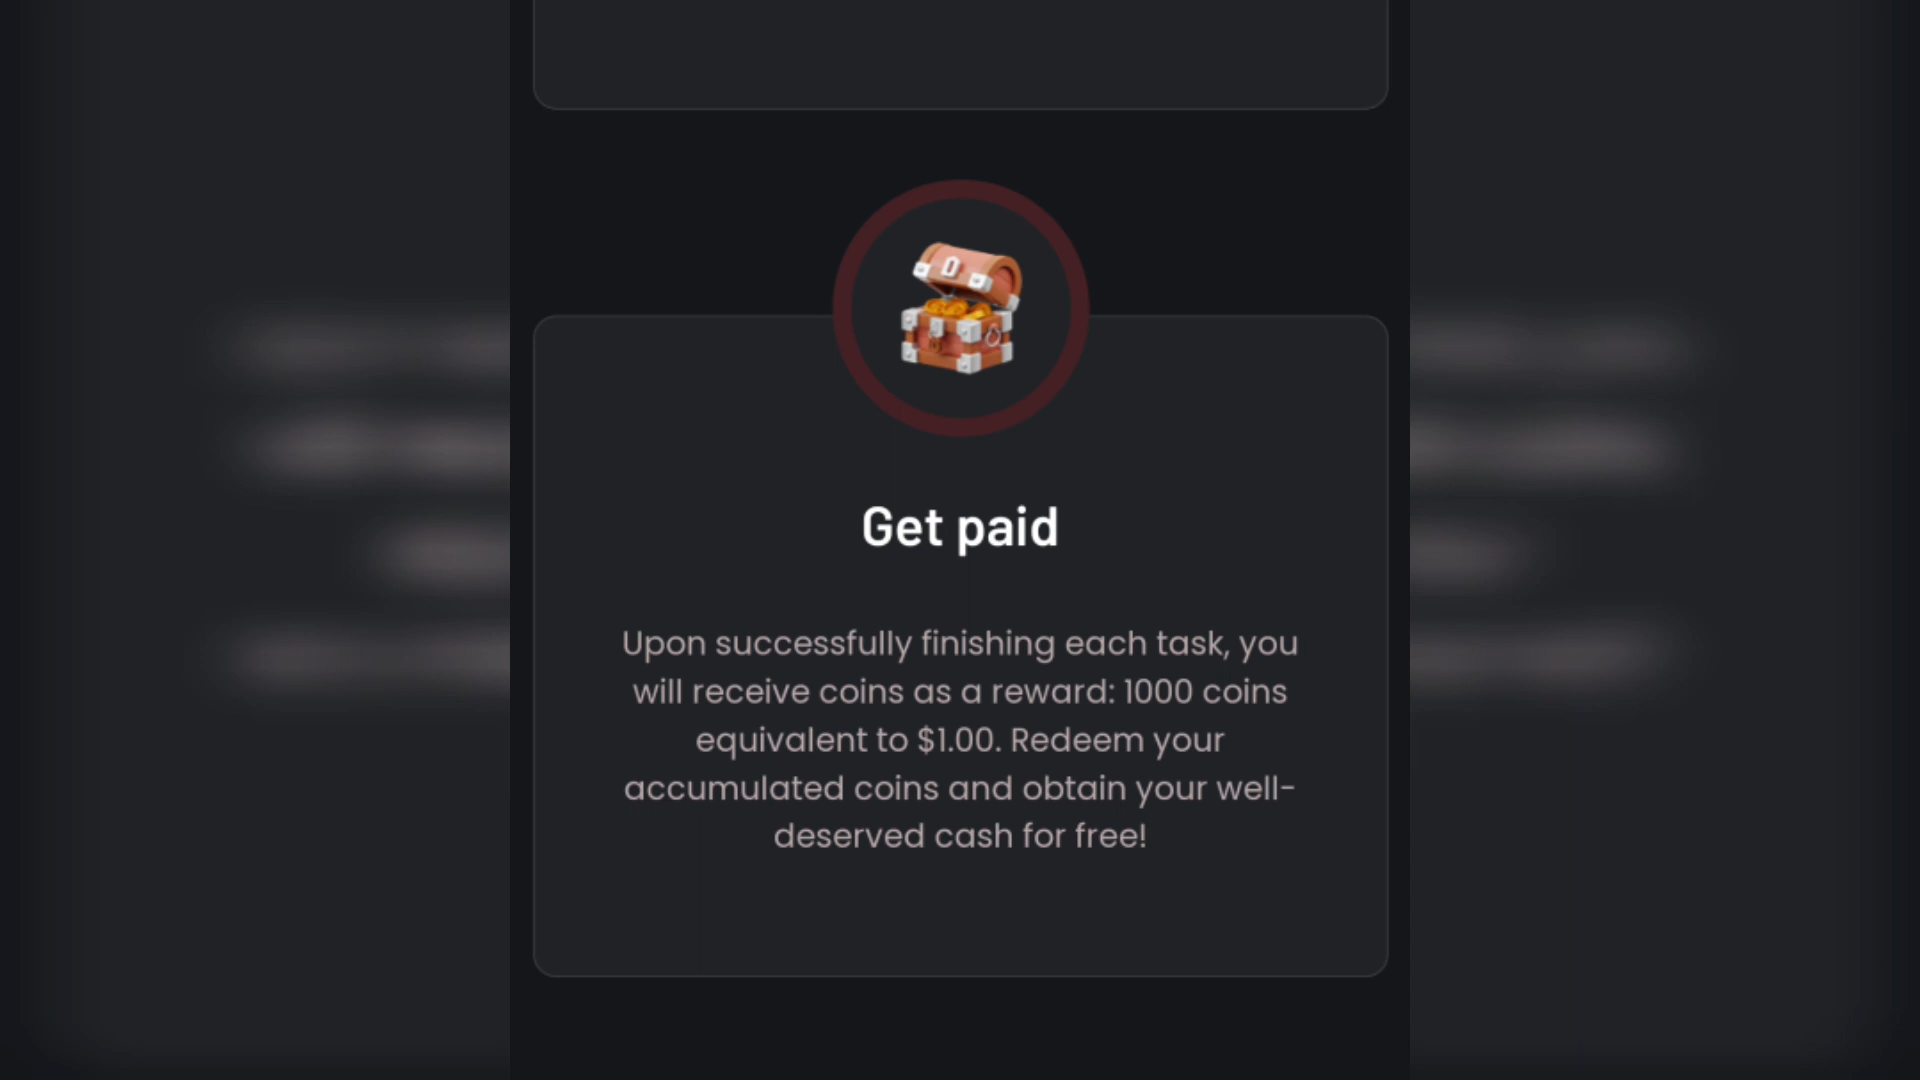 Get paid
Upon successfully finishing each task, you
will receive coins as a reward: 1000 coins
equivalent to $1.00. Redeem your
accumulated coins and obtain your well-
deserved cash for free!